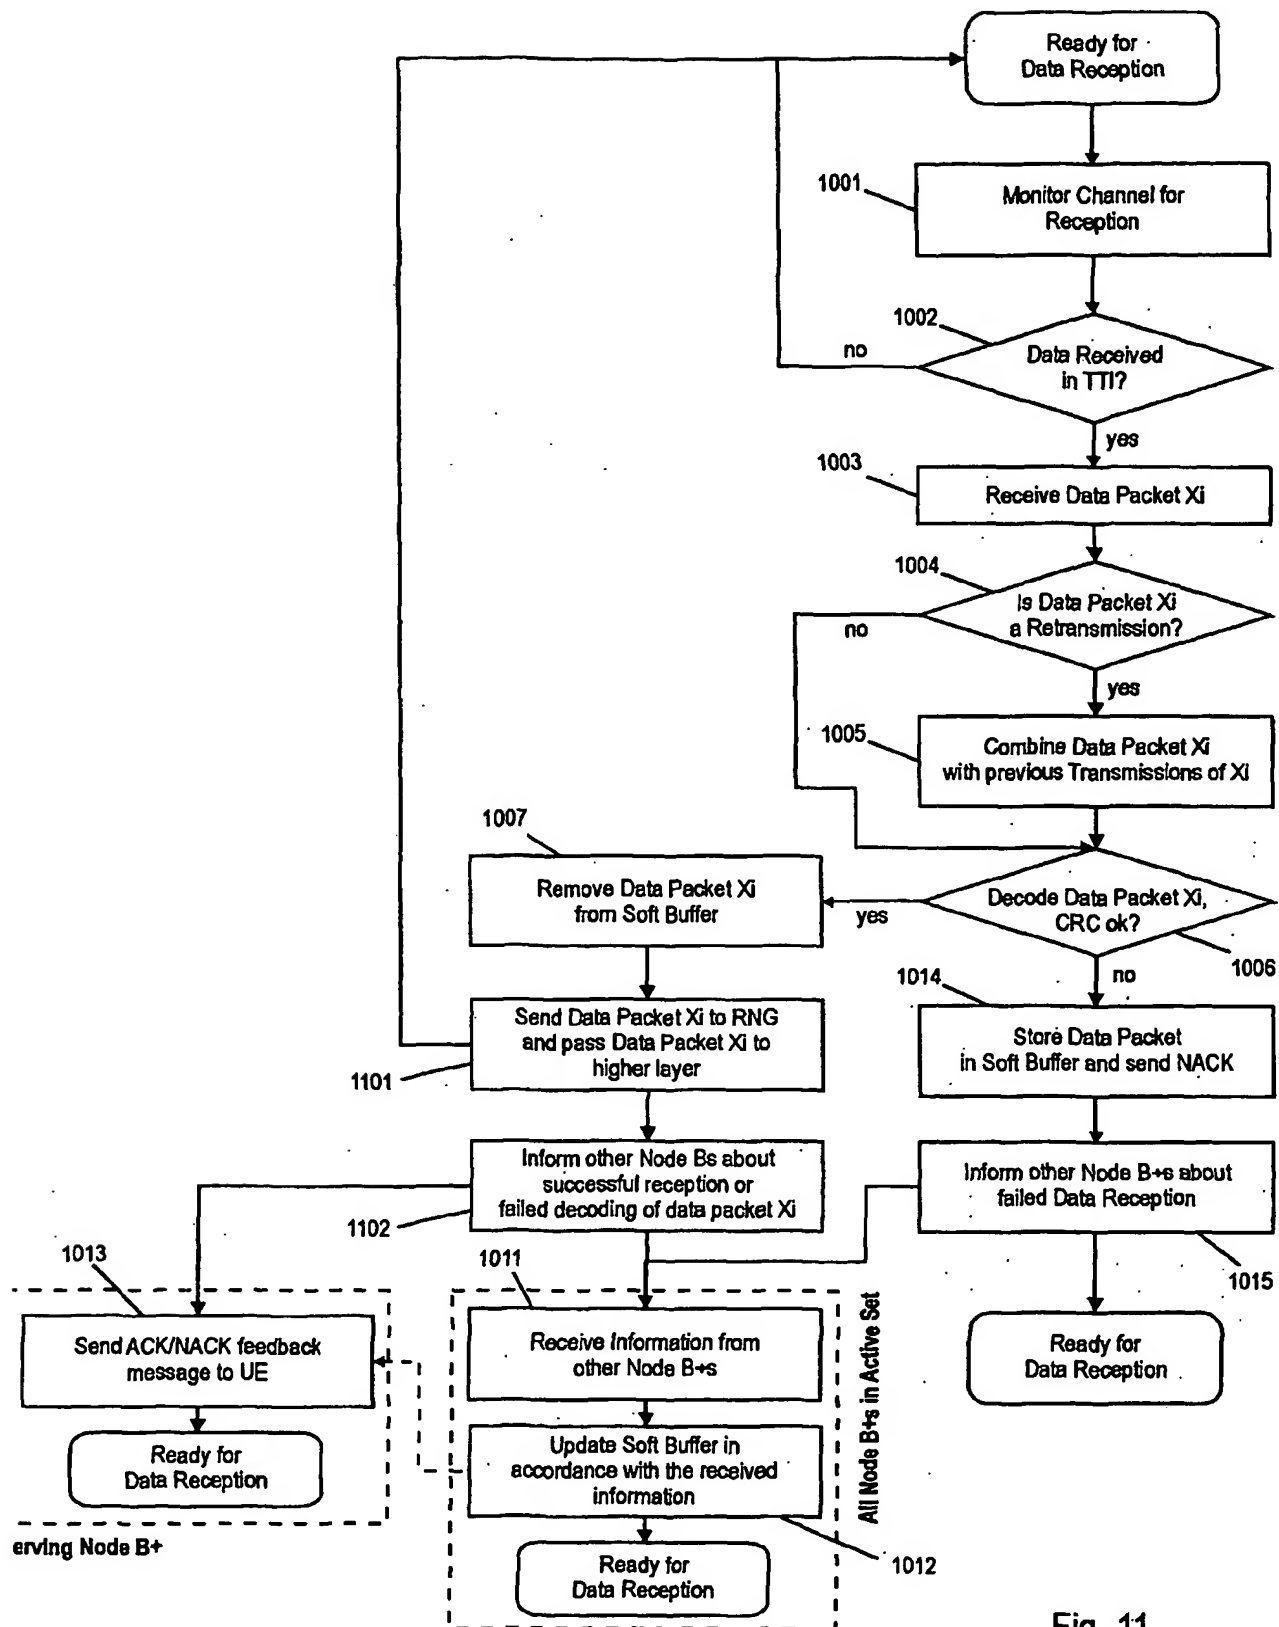 Ready for
Data Reception
1001
Monitor Channel for
Reception
1002
no
Data Received
in TTI?
yes
1003
Receive Data Packet Xi
1004
Is Data Packet Xi
a Retransmission?
no
yes
1005
Combine Data Packet Xi
with previous Transmissions of Xi
1007
Remove Data Packet Xi
from Soft Buffer
yes
Decode Data Packet Xi,
CRC ok?
1006
no
1014
Send Data Packet Xi to RNG
and pass Data Packet Xi to
higher layer
1101
Store Data Packet
in Soft Buffer and send NACK
Inform other Node Bs about
successful reception or
failed decoding of data packet Xi
1102
Inform other Node B+s about
failed Data Reception
1015
1013
1011
Send ACK/NACK feedback
message to UE
Receive Information from
other Node B+s
All Node B+s in Active Set
Ready for
Data Reception
Ready for
Data Reception
Update Soft Buffer in
accordance with the received
information
erving Node B+
1012
Ready for
Data Reception
Fig. 11